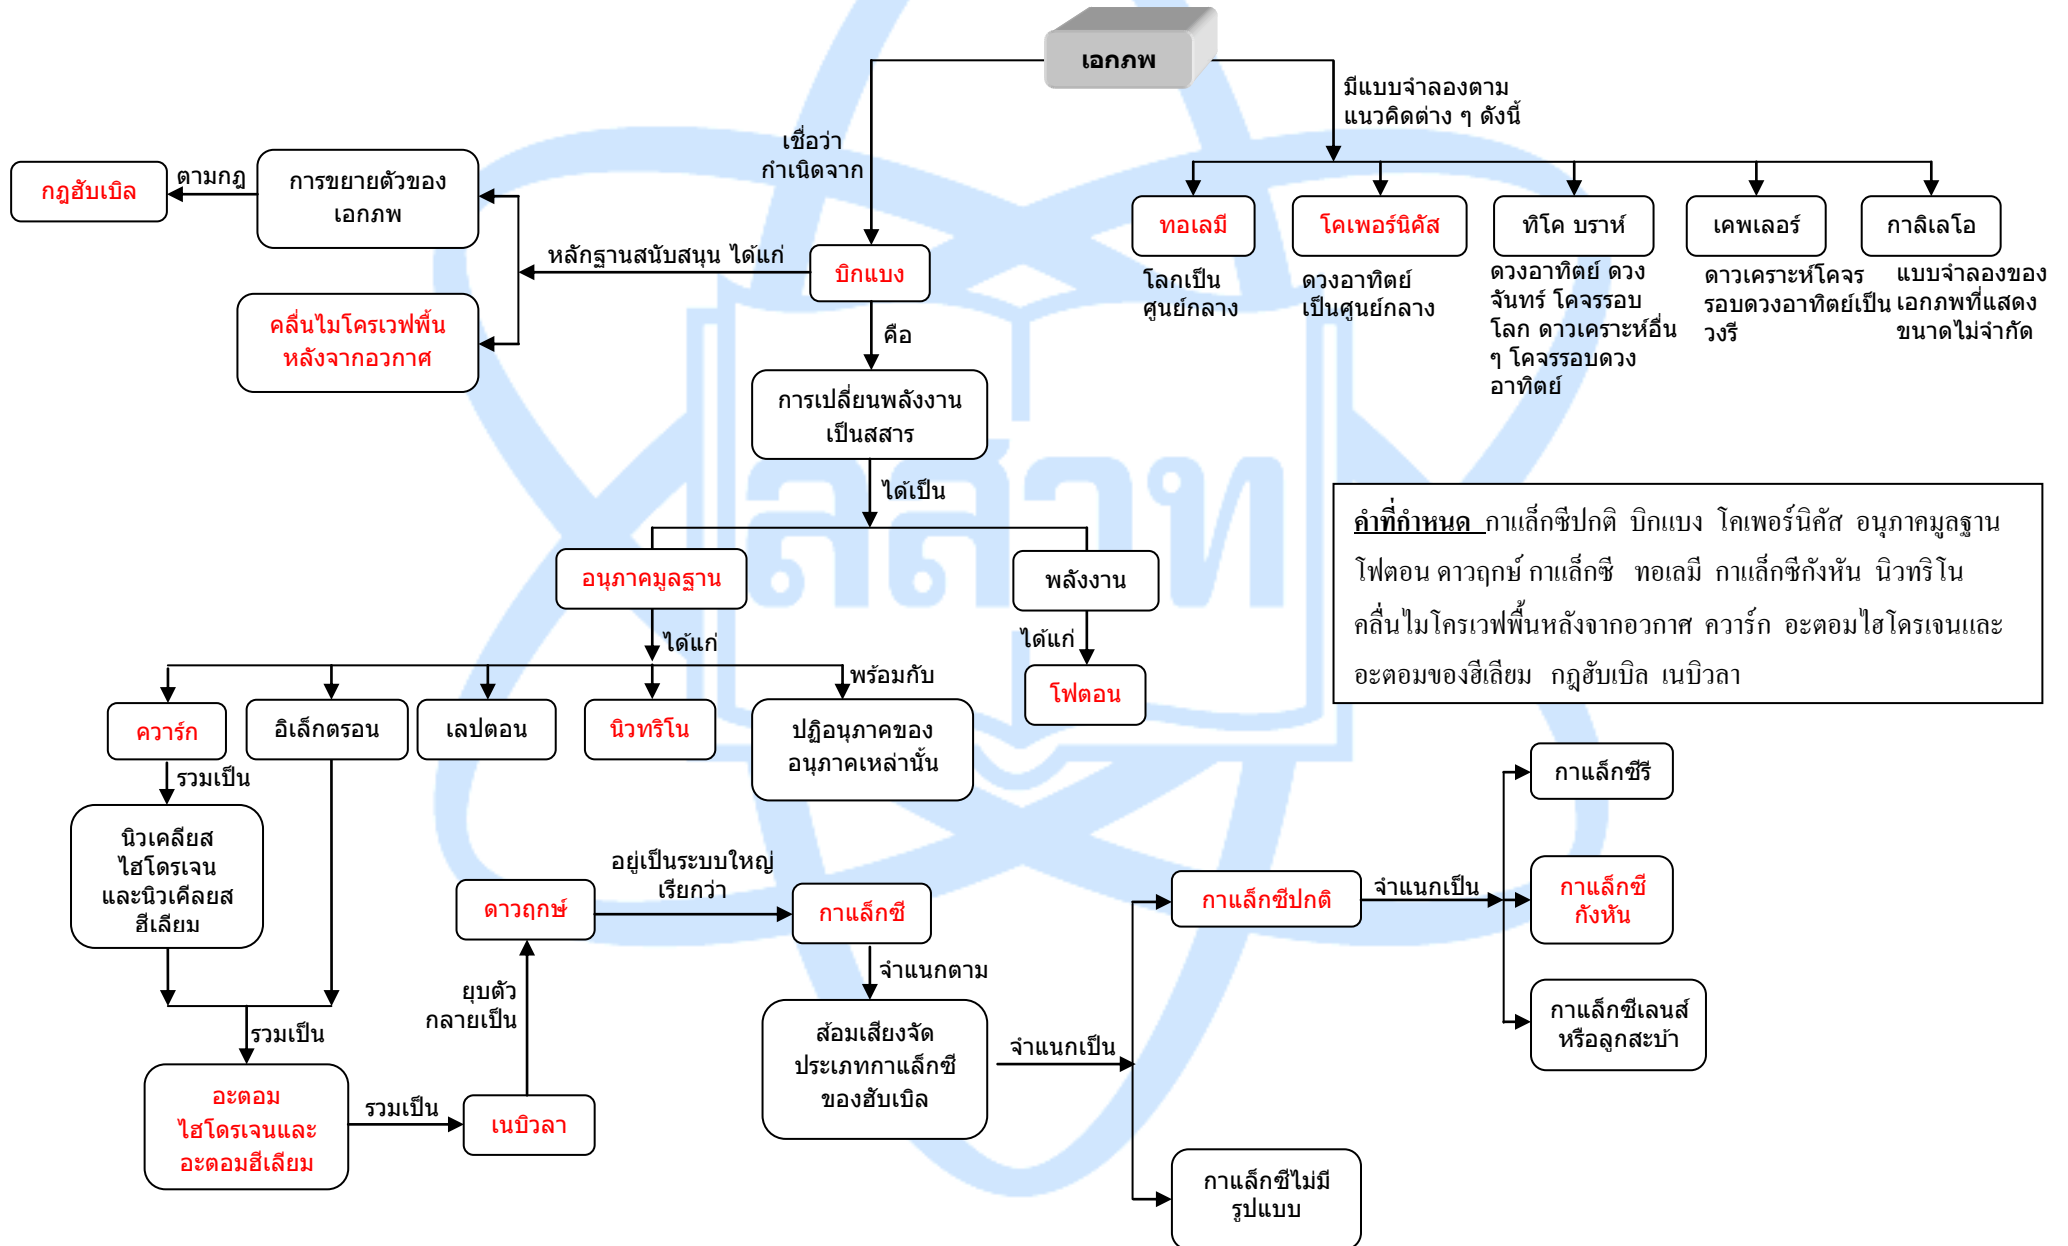 เอกภพ
มีแบบจำลองตาม
แนวคิดต่าง ๆ ดังนี้
เชื่อว่า
กำเนิดจาก
กฎฮับเบิล
ตามกฎ
การขยายตัวของ
เอกภพ
หลักฐานสนับสนุน ได้แก่
บิกแบง
คลื่นไมโครเวฟพื้น
หลังจากอวกาศ
ทอเลมี
โลกเป็น
ศูนย์กลาง
โคเพอร์นิคัส
ดวงอาทิตย์
เป็นศูนย์กลาง
ทิโค บราห์
ดวงอาทิตย์ ดวง
จันทร์ โคจรรอบ
โลก ดาวเคราะห์อื่น
ๆ โคจรรอบดวง
อาทิตย์
เคพเลอร์
ดาวเคราะห์โคจร
รอบดวงอาทิตย์เป็น
วงรี
กาลิเลโอ
แบบจำลองของ
เอกภพที่แสดง
ขนาดไม่จำกัด
คือ
การเปลี่ยนพลังงาน
เป็นสสาร
ได้เป็น
ลสวท
คำที่กำหนด กาแล็กซีปกติ บิกแบง โคเพอร์นิคัส อนุภาคมูลฐาน
โฟตอน ดาวฤกษ์ กาแล็กซี ทอเลมี กาแล็กซีกังหัน นิวทริโน
คลื่นไมโครเวฟพื้นหลังจากอวกาศ ควาร์ก อะตอมไฮโดรเจนและ
อะตอมของฮีเลียม กฎฮับเบิล เนบิวลา
อนุภาคมูลฐาน
พลังงาน
ได้แก่
ได้แก่
พร้อมกับ
โฟตอน
ควาร์ก
อิเล็กตรอน
เลปตอน
นิวทริโน
ปฏิอนุภาคของ
อนุภาคเหล่านั้น
รวมเป็น
นิวเคลียส
ไฮโดรเจน
และนิวเคีลยส
ฮีเลียม
รวมเป็น
อะตอม
ไฮโดรเจนและ
อะตอมฮีเลียม
รวมเป็น
เนบิวลา
ยุบตัว
กลายเป็น
ดาวฤกษ์
อยู่เป็นระบบใหญ่
เรียกว่า
กาแล็กซี
จำแนกตาม
ส้อมเสียงจัด
ประเภทกาแล็กซี
ของฮับเบิล
จำแนกเป็น
กาแล็กซีปกติ
จำแนกเป็น
กาแล็กซีรี
กาแล็กซี
กังหัน
กาแล็กซีเลนส์
หรือลูกสะบ้า
กาแล็กซีไม่มี
รูปแบบ